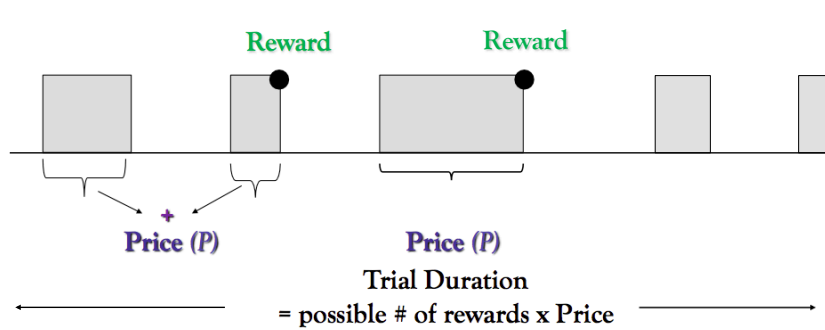 Reward
Reward
+
Price (P)
Price (P)
Trial Duration
= possible # of rewards x Price